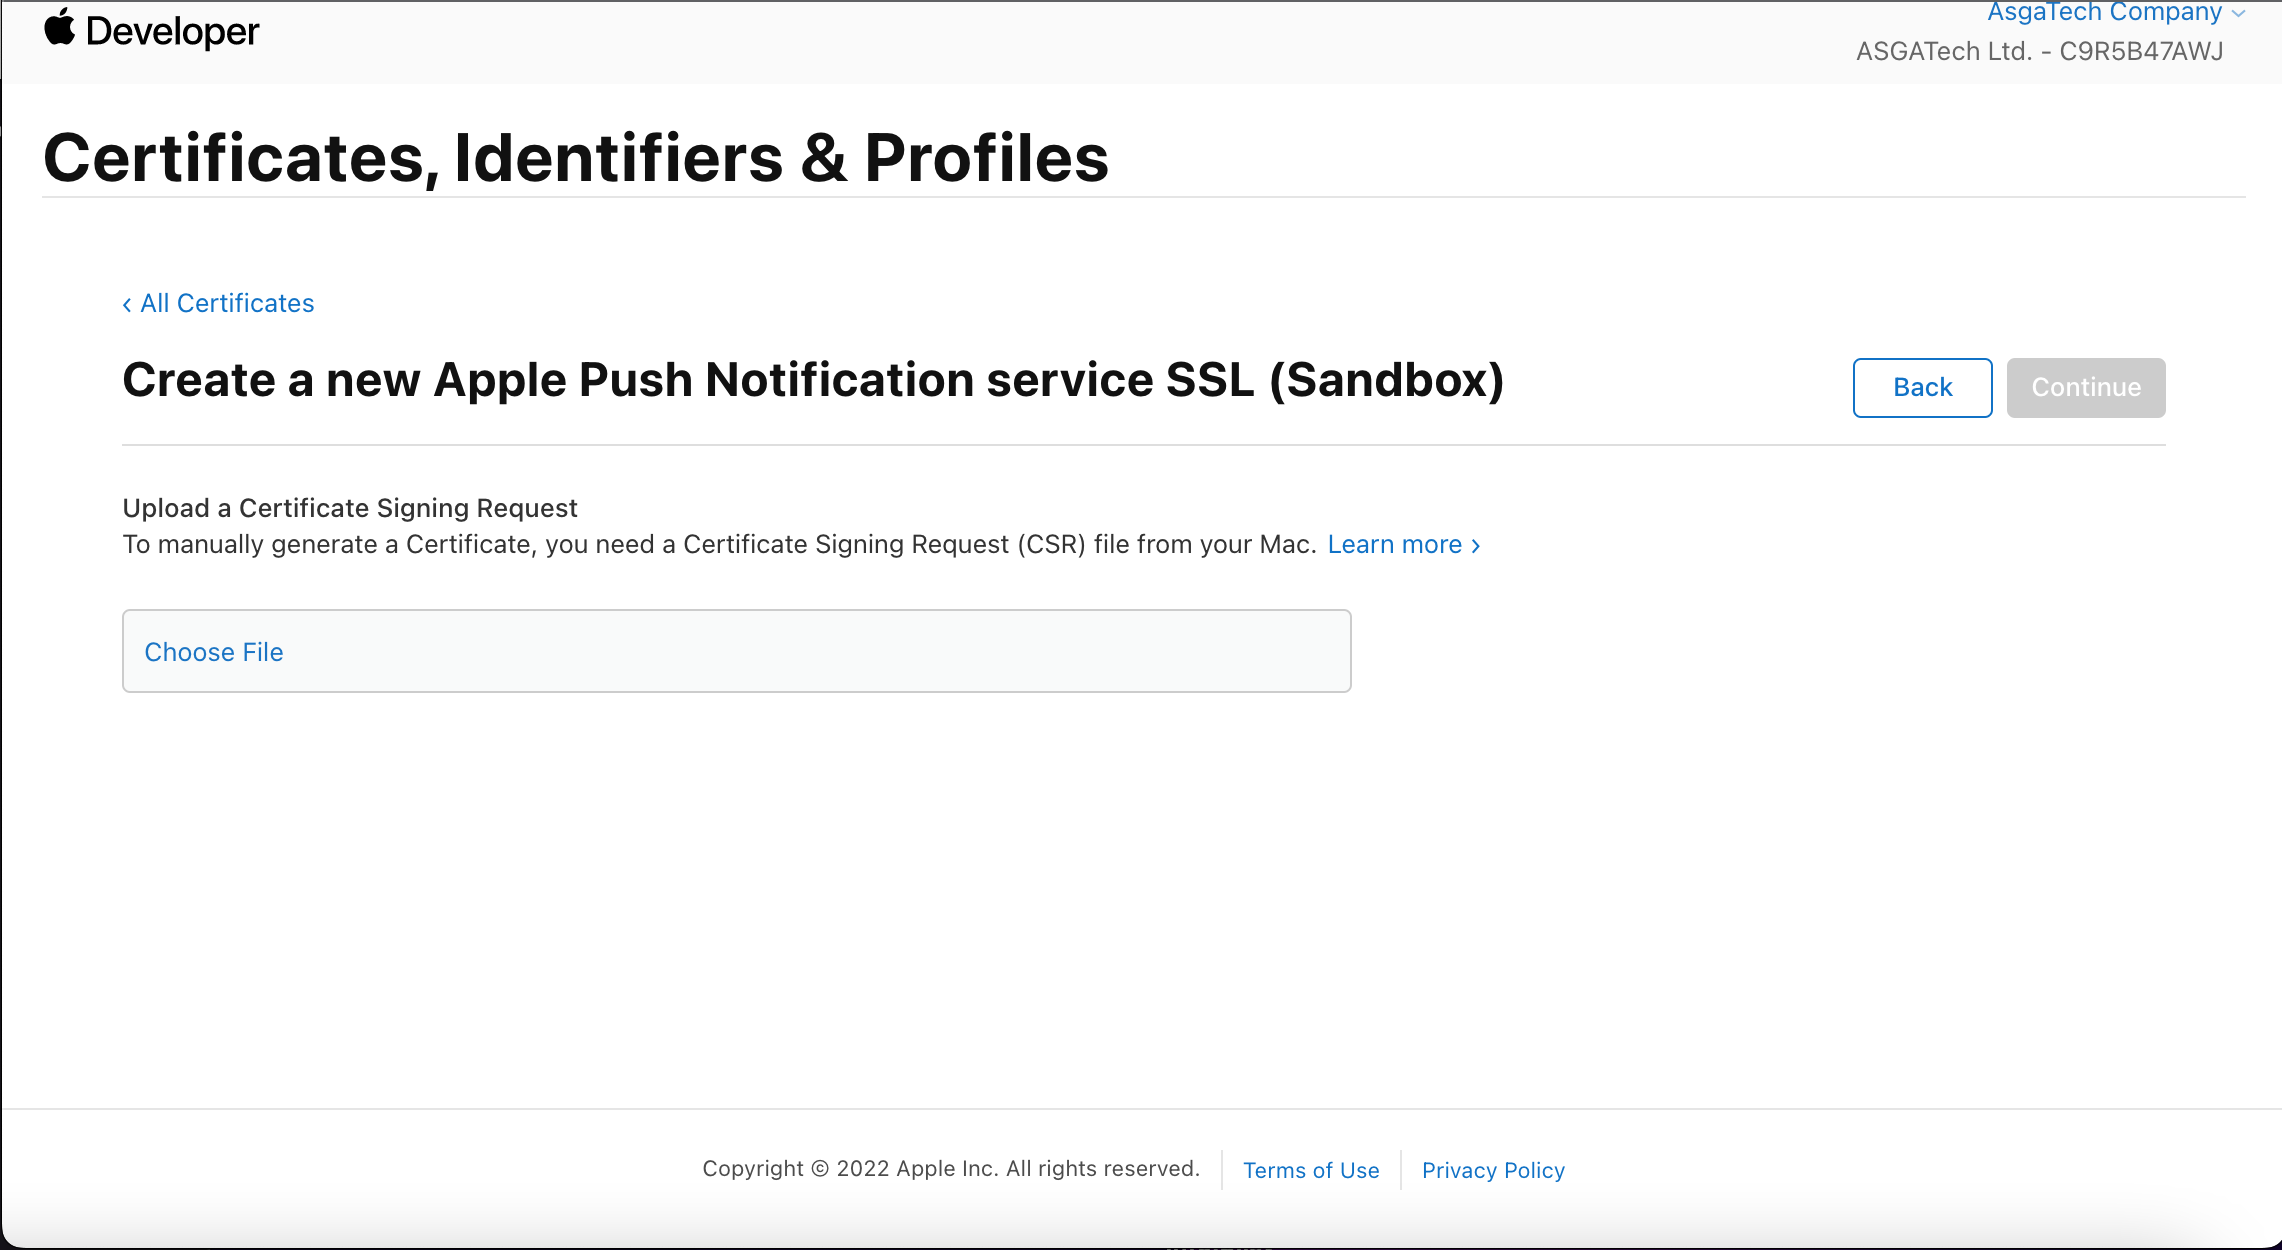 Developer
AsgaTech Company
ASGATech Ltd. - C9R5B47AWJ
Certificates, Identifiers & Profiles
‹ All Certificates
Create a new Apple Push Notification service SSL (Sandbox)
Back
Continue
Upload a Certificate Signing Request
To manually generate a Certificate, you need a Certificate Signing Request (CSR) file from your Mac. Learn more ›
Choose File
Copyright © 2022 Apple Inc. All rights reserved.
Terms of Use
Privacy Policy